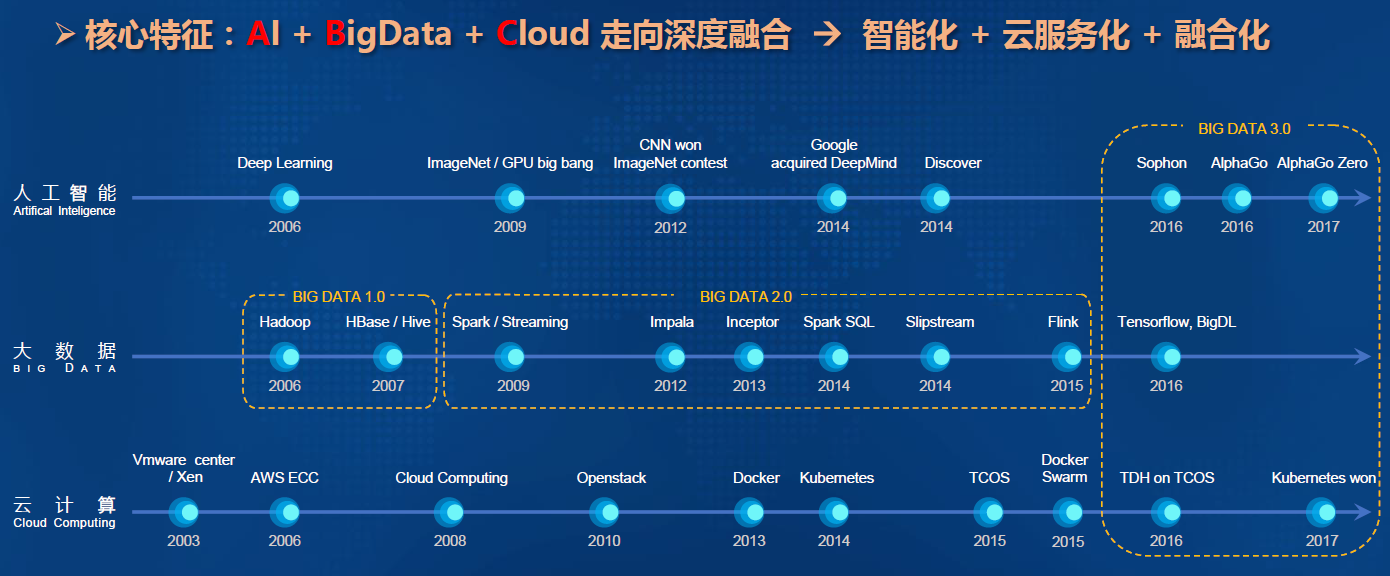 ➢ 核心特征：AI + BigData + Cloud 走向深度融合 → 智能化 + 云服务化 + 融合化
BIG DATA 3.0
Deep Learning
ImageNet / GPU big bang
CNN won
ImageNet contest
Google
acquired DeepMind
Discover
Sophon
AlphaGo
AlphaGo Zero
人工智能
Artifical Inteligence
2006
2009
2012
2014
2014
2016
2016
2017
BIG DATA 1.0
BIG DATA 2.0
Hadoop
HBase / Hive
Spark / Streaming
Impala
Inceptor
Spark SQL
Slipstream
Flink
Tensorflow, BigDL
大数据
BIG DATA
2006
2007
2009
2012
2013
2014
2014
2015
2016
Vmware center
/ Xen
AWS ECC
Cloud Computing
Openstack
Docker
Kubernetes
TCOS
Docker
Swarm
TDH on TCOS
Kubernetes won
云计算
Cloud Computing
2003
2006
2008
2010
2013
2014
2015
2015
2016
2017